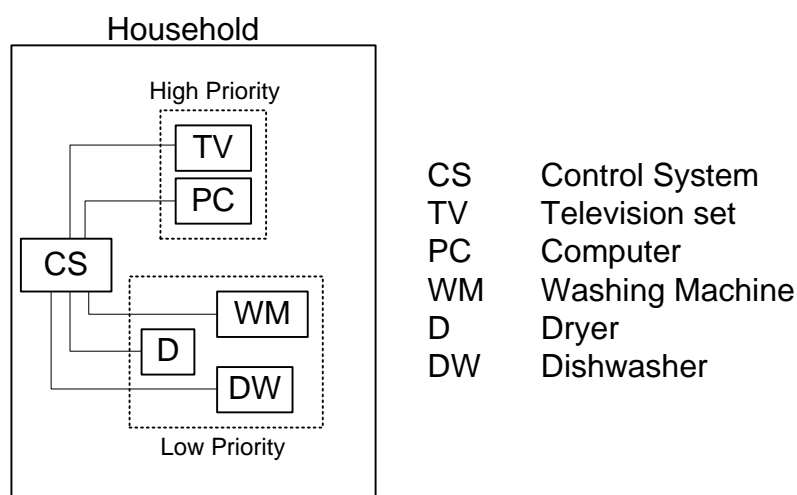 Household
High Priority
TV
PC
CS
WM
D
DW
Low Priority
CS Control System
TV Television set
PC Computer
WM Washing Machine
D Dryer
DW Dishwasher